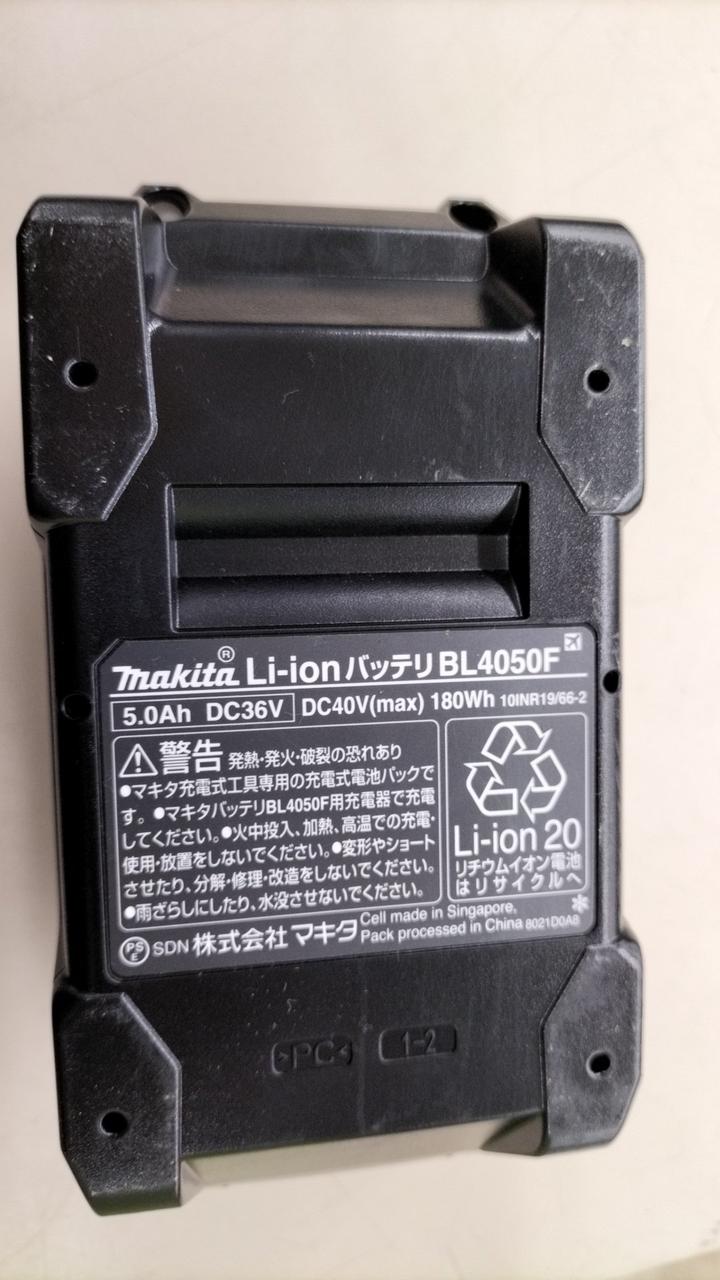 makita® Li-ion バッテリ BL4050F
5.0Ah DC36V DC40V(max) 180Wh 10INR19/66-2
警告 発熱・発火・破裂の恐れあり
●マキタ充電式工具専用の充電式電池パックで
す。●マキタバッテリBL4050F用充電器で充電
してください。●火中投入、加熱、高温での充電・
使用・放置をしないでください。●変形やショート
させたり、分解・修理・改造をしないでください。
●雨ざらしにしたり、水没させないでください。
Li-ion 20
リチウムイオン電池
はリサイクルへ
PSE SDN 株式会社 マキタ
Cell made in Singapore,
Pack processed in China 8021D0A8
>PC<
1-2